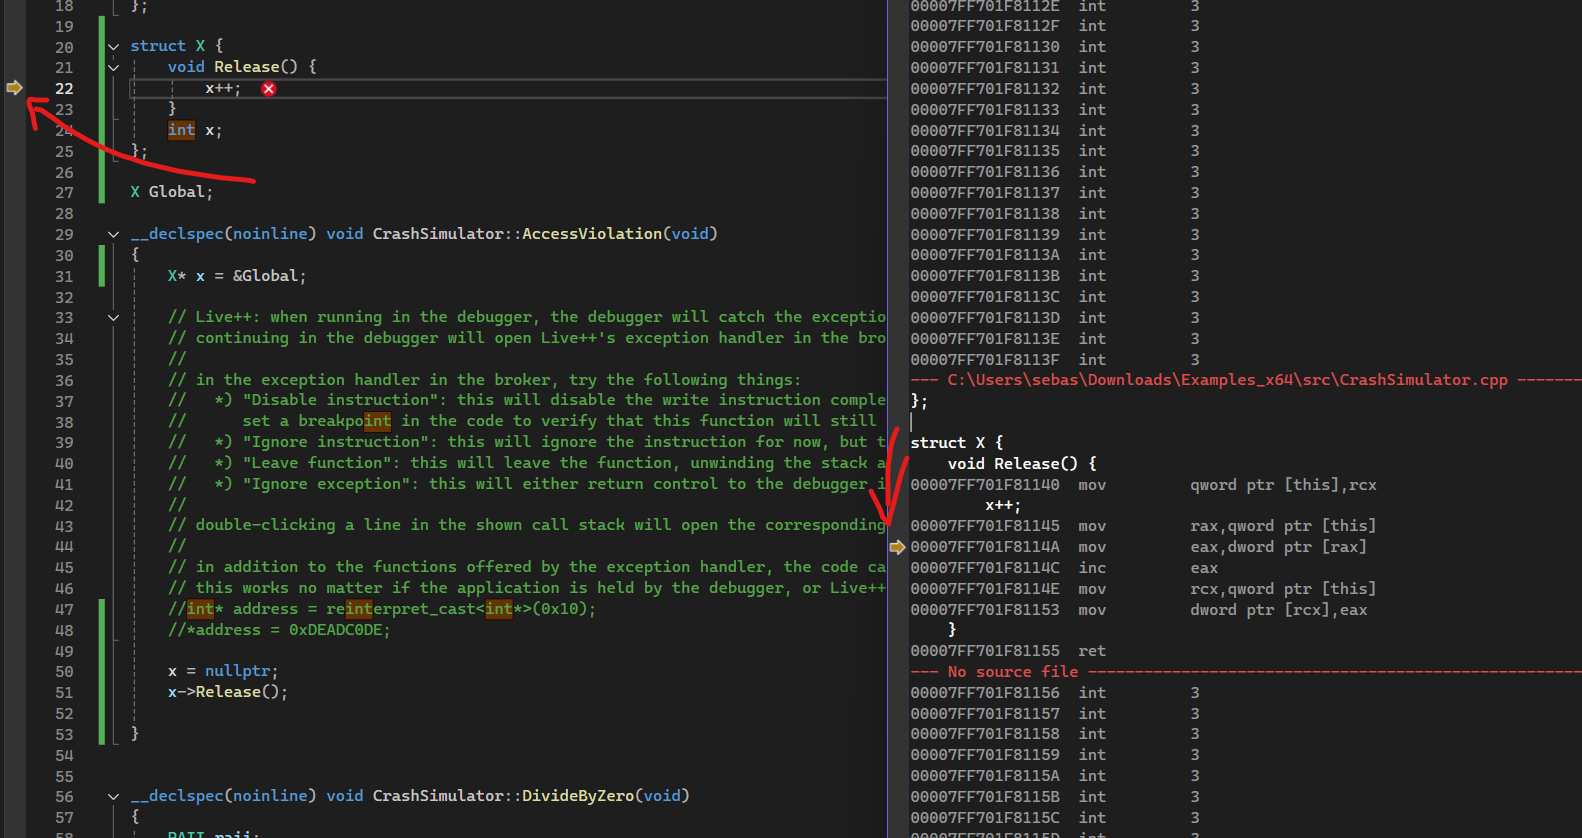 18 };
19
20 struct X {
21 void Release() {
22 x++;
23 }
24 int x;
25 };
26
27 X Global;
28
29 __declspec(noinline) void CrashSimulator::AccessViolation(void)
30 {
31 X* x = &Global;
32
33 // Live++: when running in the debugger, the debugger will catch the exceptio
34 // continuing in the debugger will open Live++'s exception handler in the bro
35 //
36 // in the exception handler in the broker, try the following things:
37 // *) "Disable instruction": this will disable the write instruction comple
38 // set a breakpoint in the code to verify that this function will still
39 // *) "Ignore instruction": this will ignore the instruction for now, but t
40 // *) "Leave function": this will leave the function, unwinding the stack a
41 // *) "Ignore exception": this will either return control to the debugger i
42 //
43 // double-clicking a line in the shown call stack will open the corresponding
44 //
45 // in addition to the functions offered by the exception handler, the code ca
46 // this works no matter if the application is held by the debugger, or Live++
47 //int* address = reinterpret_cast<int*>(0x10);
48 //*address = 0xDEADC0DE;
49
50 x = nullptr;
51 x->Release();
52
53 }
54
55
56 __declspec(noinline) void CrashSimulator::DivideByZero(void)
57 {
58 RAII raii;
00007FF701F8112E int 3
00007FF701F8112F int 3
00007FF701F81130 int 3
00007FF701F81131 int 3
00007FF701F81132 int 3
00007FF701F81133 int 3
00007FF701F81134 int 3
00007FF701F81135 int 3
00007FF701F81136 int 3
00007FF701F81137 int 3
00007FF701F81138 int 3
00007FF701F81139 int 3
00007FF701F8113A int 3
00007FF701F8113B int 3
00007FF701F8113C int 3
00007FF701F8113D int 3
00007FF701F8113E int 3
00007FF701F8113F int 3
--- C:\Users\sebas\Downloads\Examples_x64\src\CrashSimulator.cpp -------
};
struct X {
void Release() {
00007FF701F81140 mov qword ptr [this],rcx
x++;
00007FF701F81145 mov rax,qword ptr [this]
00007FF701F8114A mov eax,dword ptr [rax]
00007FF701F8114C inc eax
00007FF701F8114E mov rcx,qword ptr [this]
00007FF701F81153 mov dword ptr [rcx],eax
}
00007FF701F81155 ret
--- No source file -----------------------------------------------------
00007FF701F81156 int 3
00007FF701F81157 int 3
00007FF701F81158 int 3
00007FF701F81159 int 3
00007FF701F8115A int 3
00007FF701F8115B int 3
00007FF701F8115C int 3
00007FF701F8115D int 3